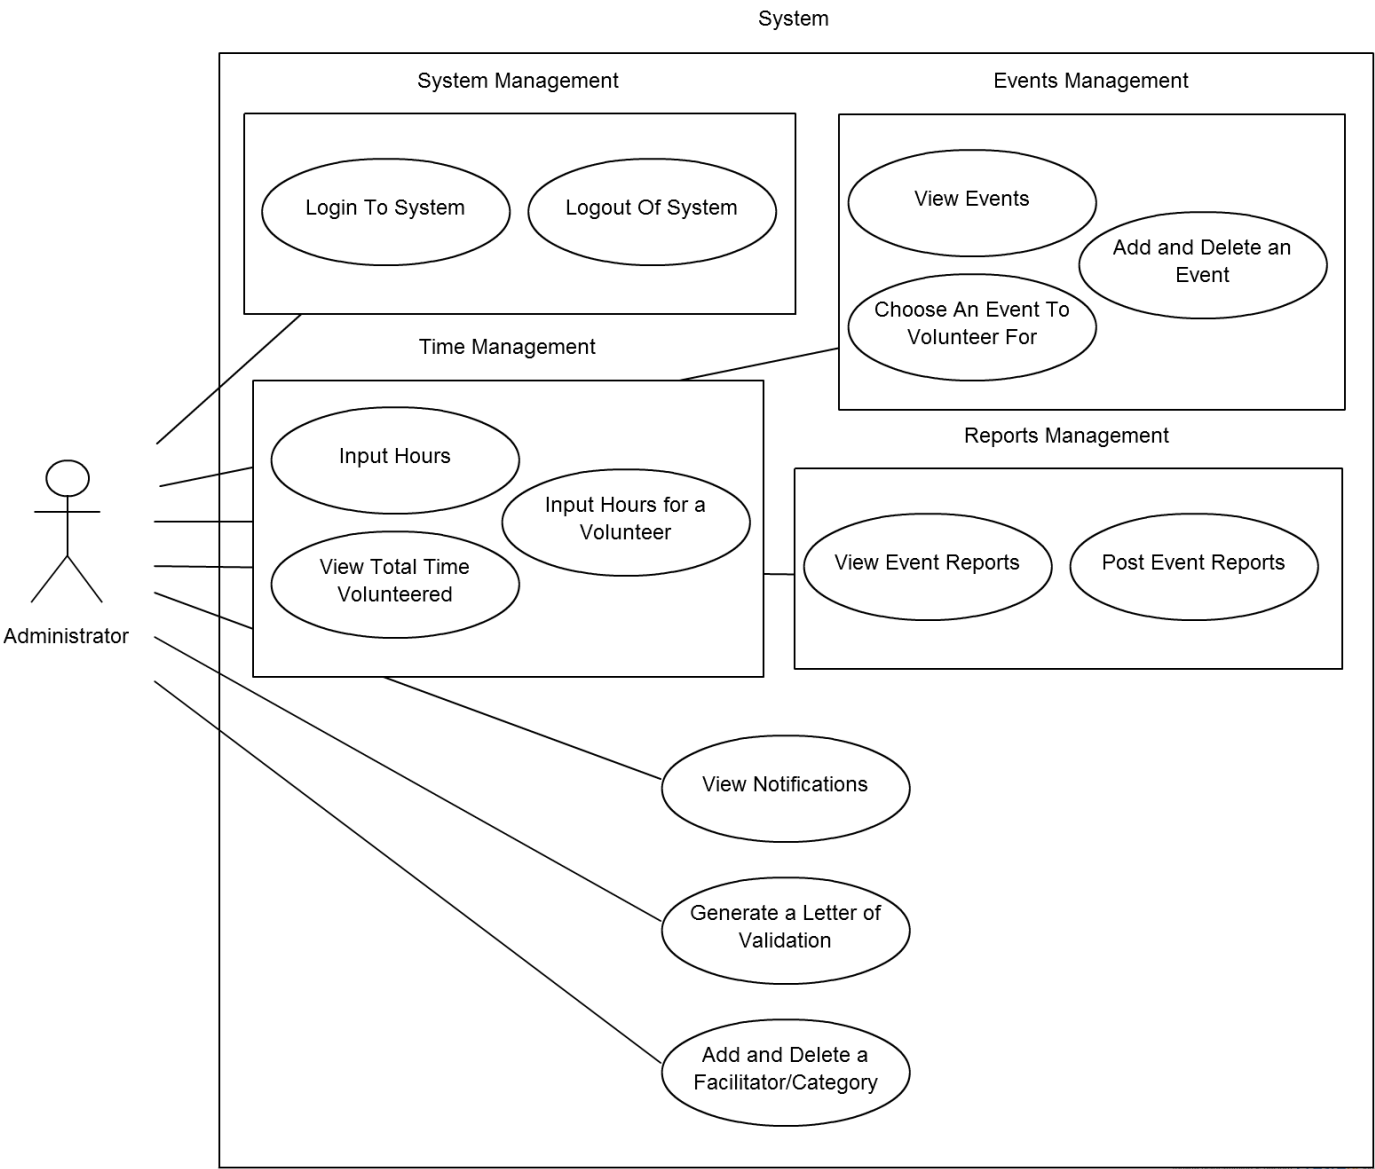 System
System Management
Login To System
Logout Of System
Events Management
View Events
Add and Delete an
Event
Choose An Event To
Volunteer For
Time Management
Input Hours
Input Hours for a
Volunteer
View Total Time
Volunteered
Reports Management
View Event Reports
Post Event Reports
Administrator
View Notifications
Generate a Letter of
Validation
Add and Delete a
Facilitator/Category